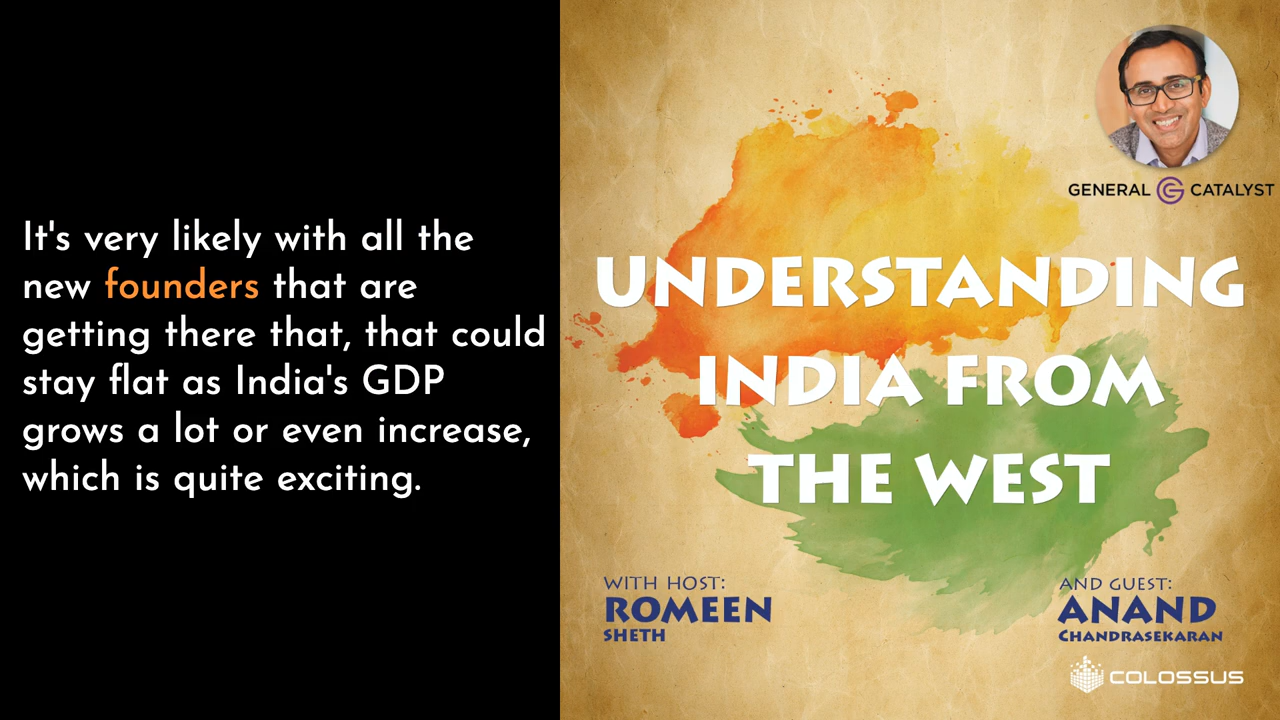 It's very likely with all the
new founders that are
getting there that, that could
stay flat as India's GDP
grows a lot or even increase,
which is quite exciting.
GENERAL CATALYST
UNDERSTANDING
INDIA FROM
THE WEST
WITH HOST:
ROMEEN
SHETH
AND GUEST:
ANAND
CHANDRASEKARAN
COLOSSUS